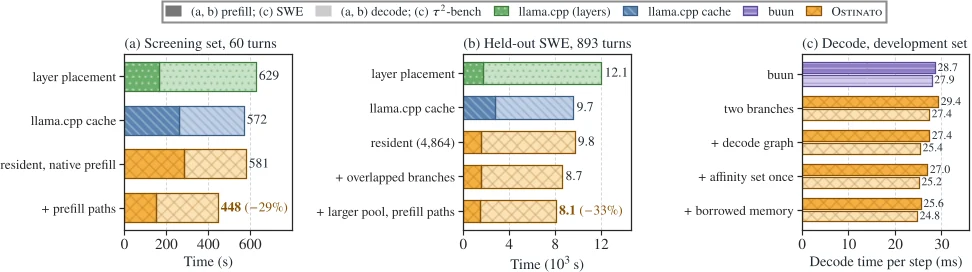 (a, b) prefill; (c) SWE (a, b) decode; (c) τ²-bench llama.cpp (layers) llama.cpp cache buun OSTINATO
(a) Screening set, 60 turns
layer placement 629
llama.cpp cache 572
resident, native prefill 581
+ prefill paths 448 (−29%)
0 200 400 600
Time (s)
(b) Held-out SWE, 893 turns
layer placement 12.1
llama.cpp cache 9.7
resident (4,864) 9.8
+ overlapped branches 8.7
+ larger pool, prefill paths 8.1 (−33%)
0 4 8 12
Time (10³ s)
(c) Decode, development set
buun 28.7
27.9
two branches 29.4
27.4
+ decode graph 27.4
25.4
+ affinity set once 27.0
25.2
+ borrowed memory 25.6
24.8
0 10 20 30
Decode time per step (ms)